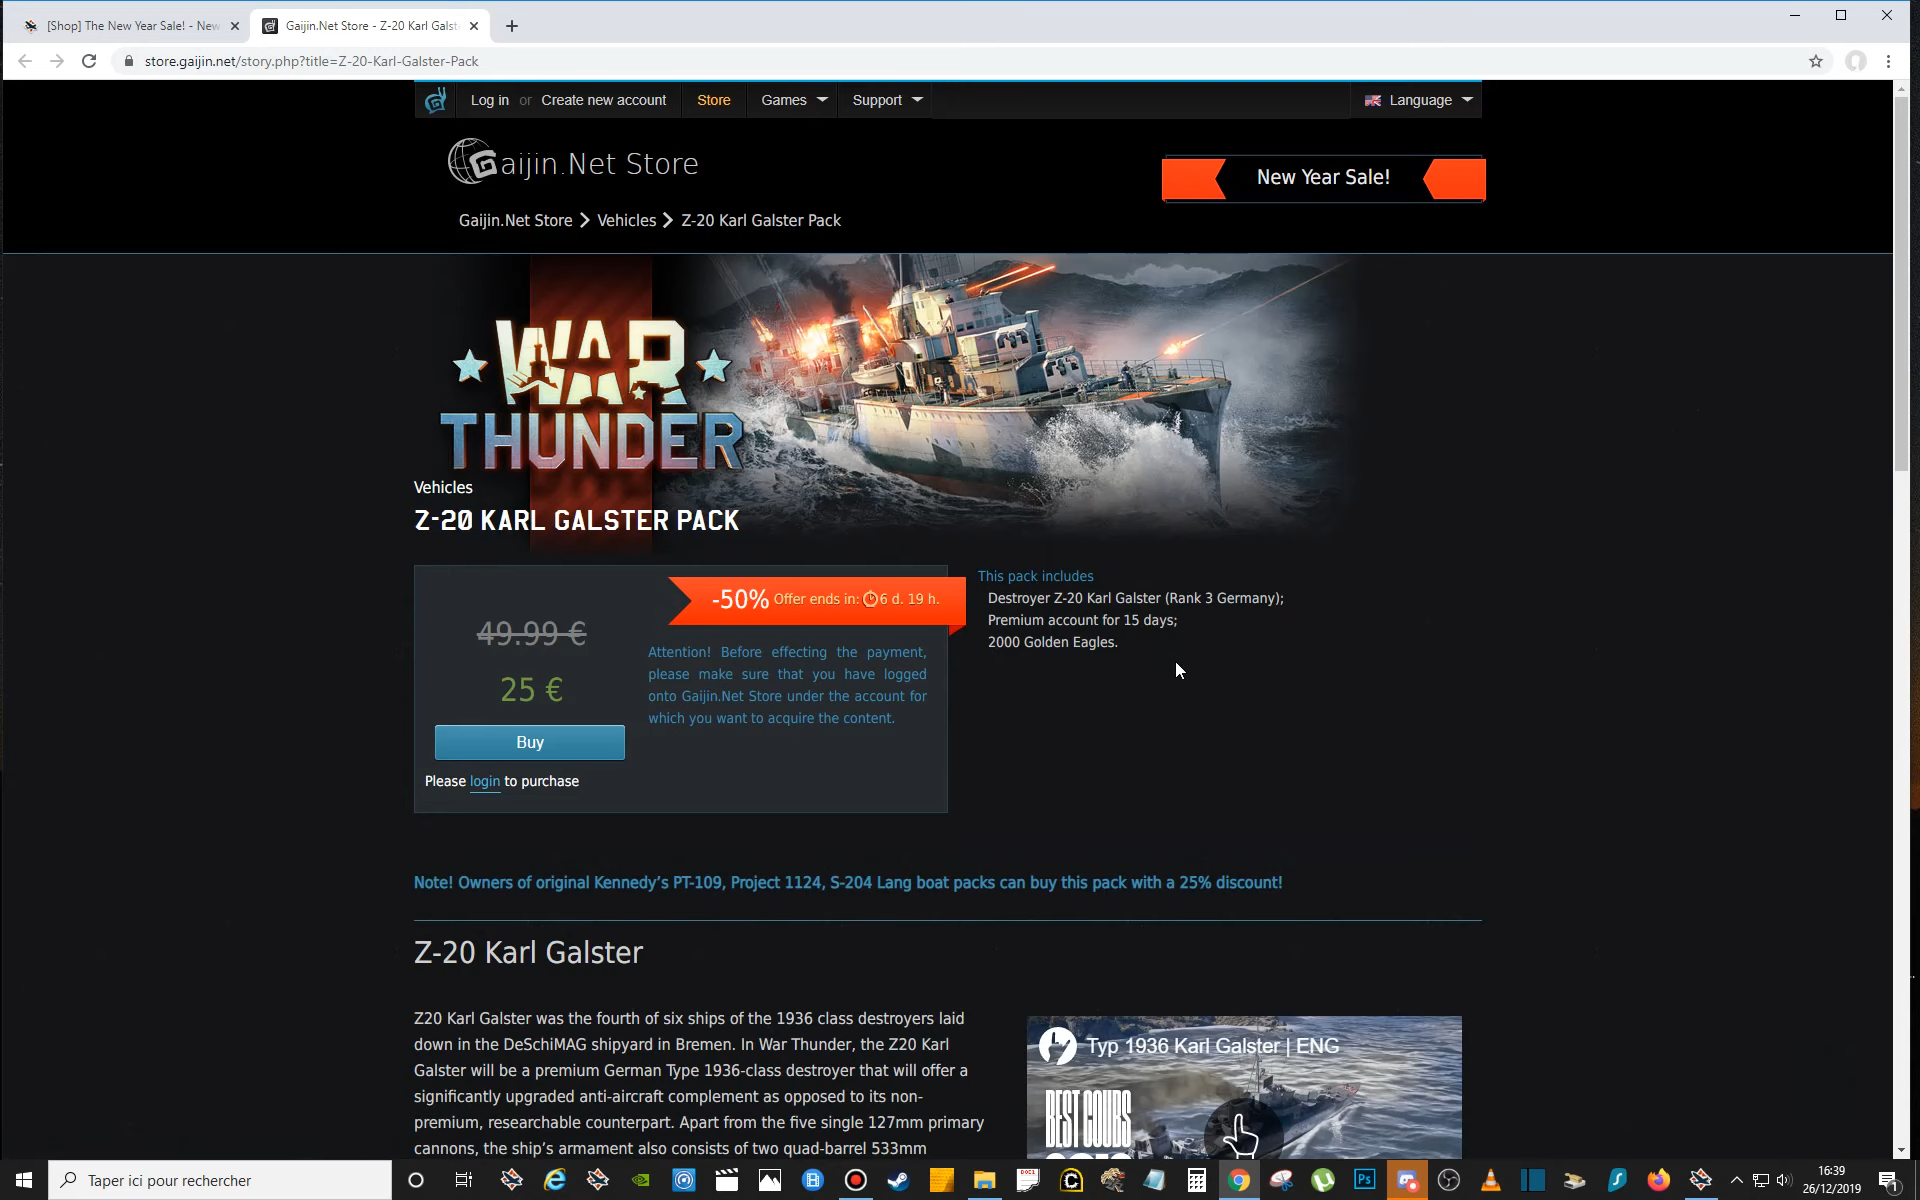 [Shop] The New Year Sale! - New
Gaijin.Net Store - Z-20 Karl Galst
store.gaijin.net/story.php?title=Z-20-Karl-Galster-Pack
Log in or Create new account
Store
Games
Support
Language
Gaijin.Net Store
New Year Sale!
Gaijin.Net Store > Vehicles > Z-20 Karl Galster Pack
WAR
THUNDER
Vehicles
Z-20 KARL GALSTER PACK
-50% Offer ends in: 6 d. 19 h.
49.99 €
25 €
Buy
Please login to purchase
Attention! Before effecting the payment,
please make sure that you have logged
onto Gaijin.Net Store under the account for
which you want to acquire the content.
This pack includes
Destroyer Z-20 Karl Galster (Rank 3 Germany);
Premium account for 15 days;
2000 Golden Eagles.
Note! Owners of original Kennedy's PT-109, Project 1124, S-204 Lang boat packs can buy this pack with a 25% discount!
Z-20 Karl Galster
Z20 Karl Galster was the fourth of six ships of the 1936 class destroyers laid
down in the DeSchiMAG shipyard in Bremen. In War Thunder, the Z20 Karl
Galster will be a premium German Type 1936-class destroyer that will offer a
significantly upgraded anti-aircraft complement as opposed to its non-
premium, researchable counterpart. Apart from the five single 127mm primary
cannons, the ship's armament also consists of two quad-barrel 533mm
Typ 1936 Karl Galster | ENG
BEST COUBS
Taper ici pour rechercher
Ps
16:39
26/12/2019
1